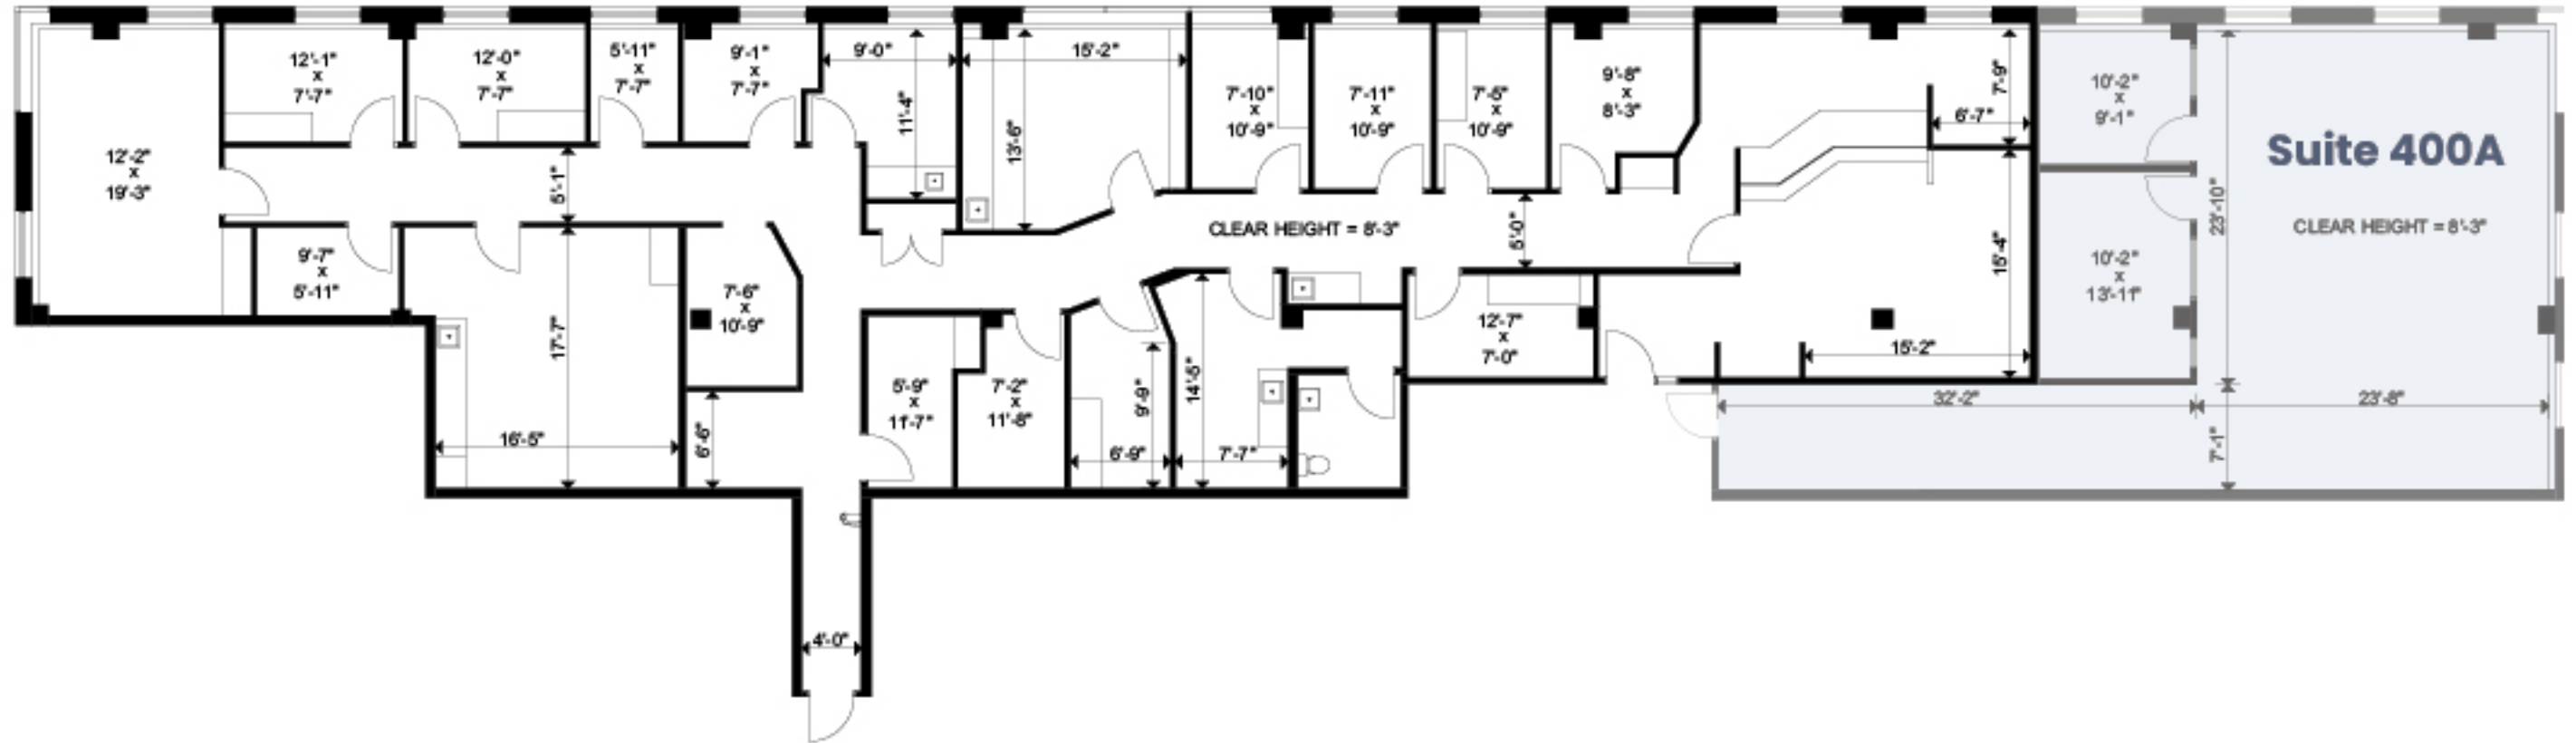 12'-2"
x
19'-3"
12'-1"
x
7'-7"
12'-0"
x
7'-7"
5'-11"
x
7'-7"
9'-1"
x
7'-7"
9'-0"
11'-4"
15'-2"
13'-6"
7'-10"
x
10'-9"
7'-11"
x
10'-9"
7'-5"
x
10'-9"
9'-8"
x
8'-3"
7'-9"
6'-7"
10'-2"
x
9'-1"
Suite 400A
CLEAR HEIGHT = 8'-3"
23'-10"
10'-2"
x
13'-11"
5'-1"
CLEAR HEIGHT = 8'-3"
5'-0"
15'-4"
9'-7"
x
5'-11"
17'-7"
16'-5"
7'-6"
x
10'-9"
6'-6"
5'-9"
x
11'-7"
7'-2"
x
11'-8"
9'-9"
6'-9"
14'-5"
7'-7"
12'-7"
x
7'-0"
15'-2"
32'-2"
23'-8"
7'-1"
4'-0"